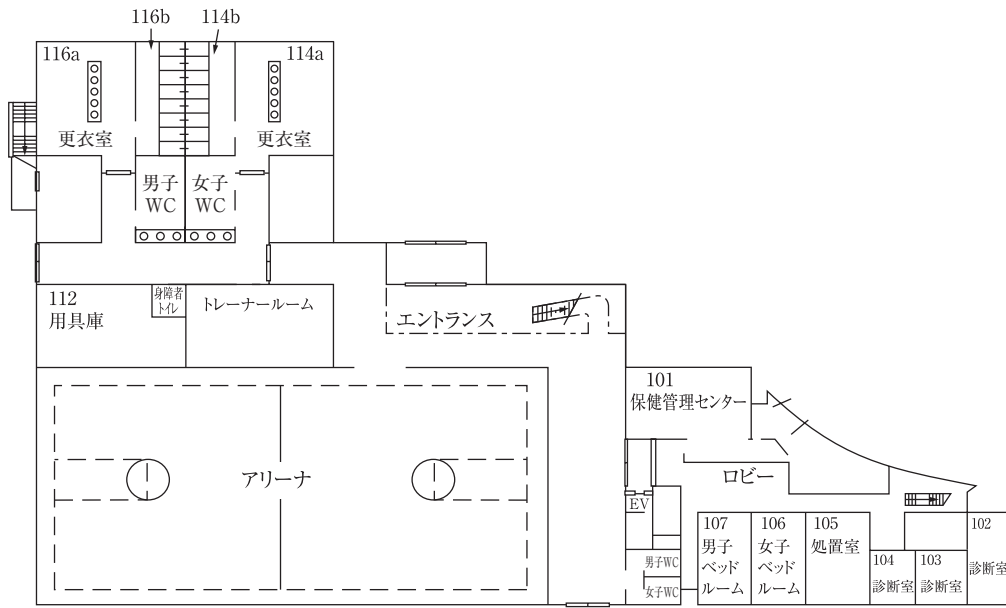 116b
114b
116a
114a
更衣室
更衣室
男子
WC
女子
WC
112
用具庫
身障者
トイレ
トレーナールーム
エントランス
101
保健管理センター
アリーナ
ロビー
EV
107
男子
ベッド
ルーム
106
女子
ベッド
ルーム
105
処置室
104
診断室
103
診断室
102
診断室
男子WC
女子WC